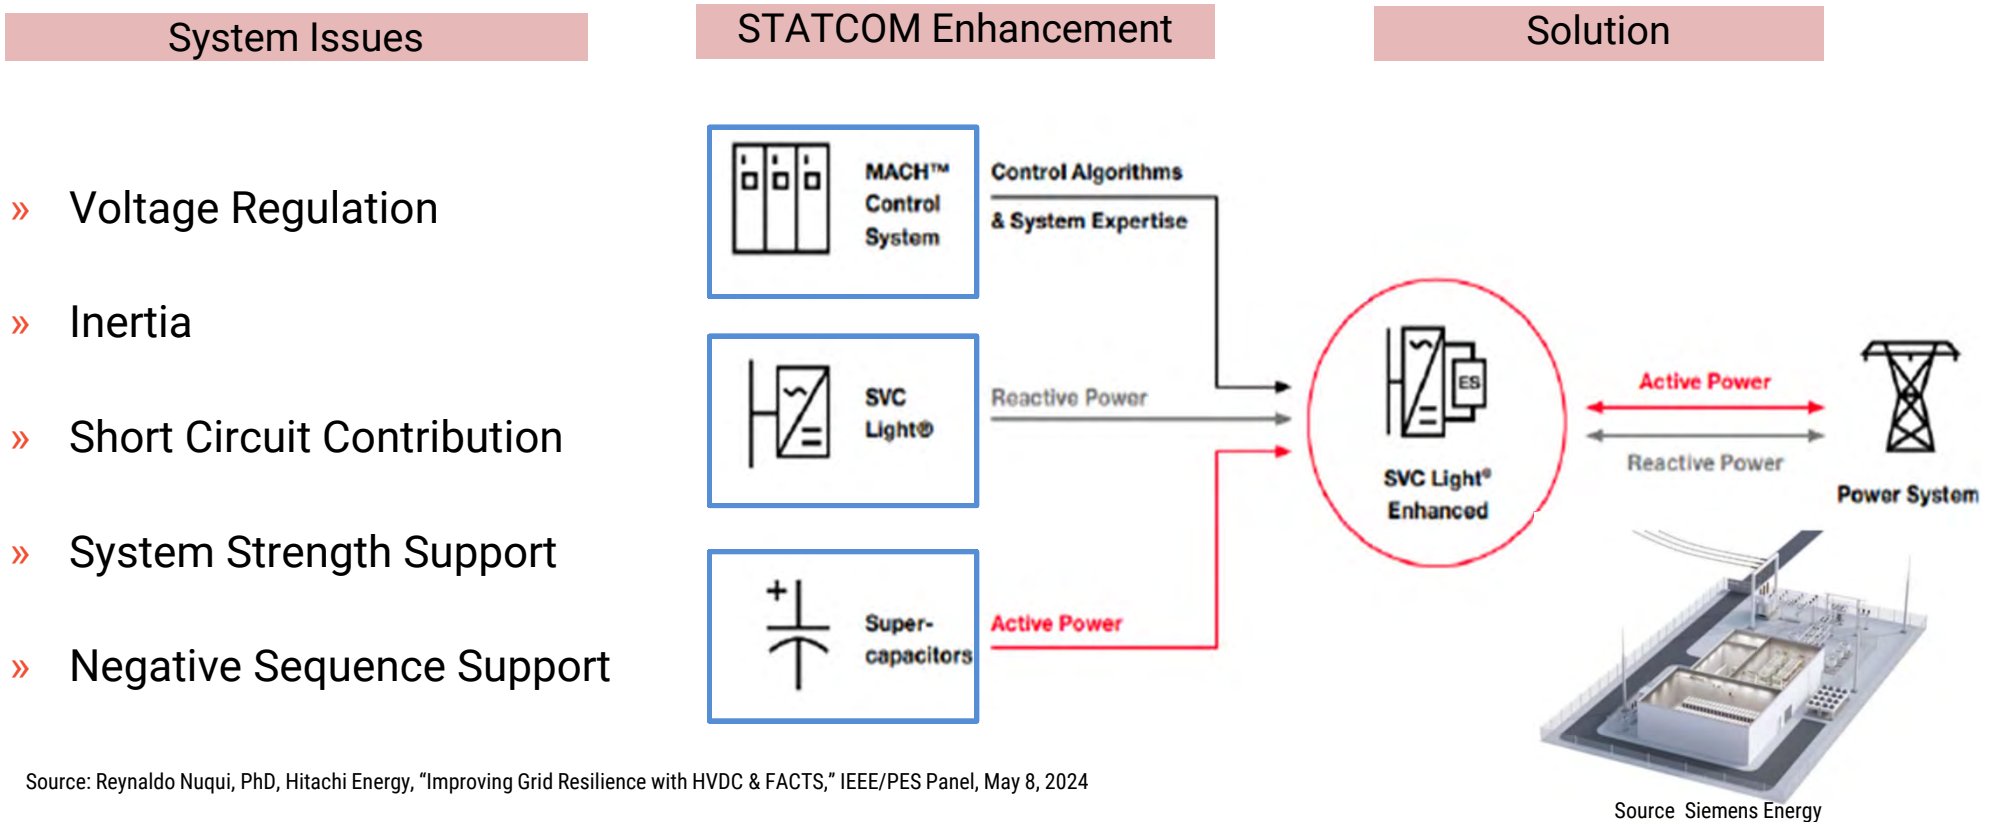 System Issues
STATCOM Enhancement
Solution
» Voltage Regulation
» Inertia
» Short Circuit Contribution
» System Strength Support
» Negative Sequence Support
MACH™
Control
System
Control Algorithms
& System Expertise
SVC
Light®
Reactive Power
Super-
capacitors
Active Power
ES
SVC Light®
Enhanced
Active Power
Reactive Power
Power System
Source: Reynaldo Nuqui, PhD, Hitachi Energy, “Improving Grid Resilience with HVDC & FACTS,” IEEE/PES Panel, May 8, 2024
Source Siemens Energy